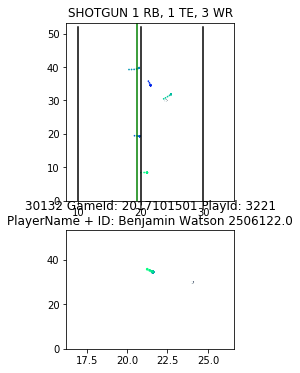 SHOTGUN 1 RB, 1 TE, 3 WR
50
40
30
20
10
0
10 20 30
30132 GameId: 2017101501 PlayId: 3221
PlayerName + ID: Benjamin Watson 2506122.0
40
20
0
17.5 20.0 22.5 25.0